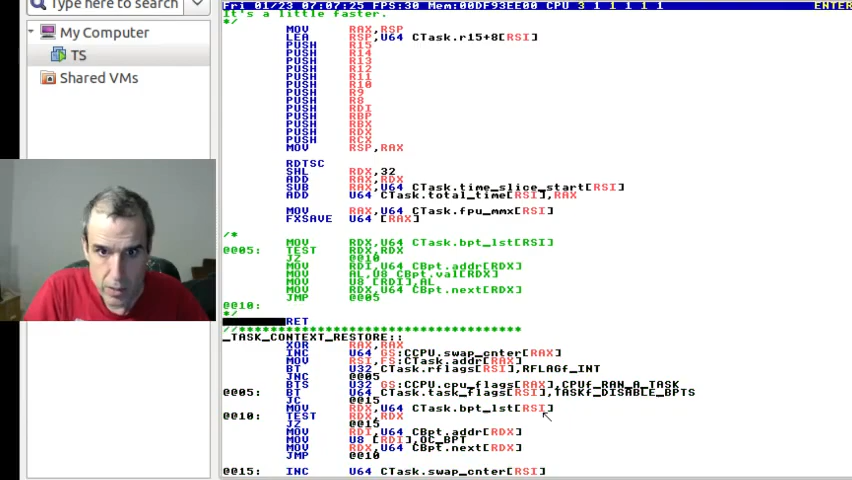 Type here to search
My Computer
TS
Shared VMs
Fri 01/23 07:07:25 FPS:30 Mem:00DF93EE00 CPU 3 1 1 1 1 1 ENTER
It's a little faster.
*/
MOV RAX,RSP
LEA RSP,U64 CTask.r15+8[RSI]
PUSH R15
PUSH R14
PUSH R13
PUSH R12
PUSH R11
PUSH R10
PUSH R9
PUSH R8
PUSH RDI
PUSH RBP
PUSH RBX
PUSH RDX
PUSH RCX
MOV RSP,RAX
RDTSC
SHL RDX,32
ADD RAX,RDX
SUB RAX,U64 CTask.time_slice_start[RSI]
ADD U64 CTask.total_time[RSI],RAX
MOV RAX,U64 CTask.fpu_mmx[RSI]
FXSAVE U64 [RAX]
/*
MOV RDX,U64 CTask.bpt_lst[RSI]
@@05: TEST RDX,RDX
JZ @@10
MOV RDI,U64 CBpt.addr[RDX]
MOV AL,U8 CBpt.val[RDX]
MOV U8 [RDI],AL
MOV RDX,U64 CBpt.next[RDX]
JMP @@05
@@10:
*/
RET
//************************************
_TASK_CONTEXT_RESTORE::
XOR RAX,RAX
INC U64 GS:CCPU.swap_cnter[RAX]
MOV RSI,FS:CTask.addr[RAX]
BT U32 CTask.rflags[RSI],RFLAGf_INT
JNC @@05
BTS U32 GS:CCPU.cpu_flags[RAX],CPUf_RAN_A_TASK
@@05: BT U64 CTask.task_flags[RSI],TASKf_DISABLE_BPTS
JC @@15
MOV RDX,U64 CTask.bpt_lst[RSI]
@@10: TEST RDX,RDX
JZ @@15
MOV RDI,U64 CBpt.addr[RDX]
MOV U8 [RDI],OC_BPT
MOV RDX,U64 CBpt.next[RDX]
JMP @@10
@@15: INC U64 CTask.swap_cnter[RSI]